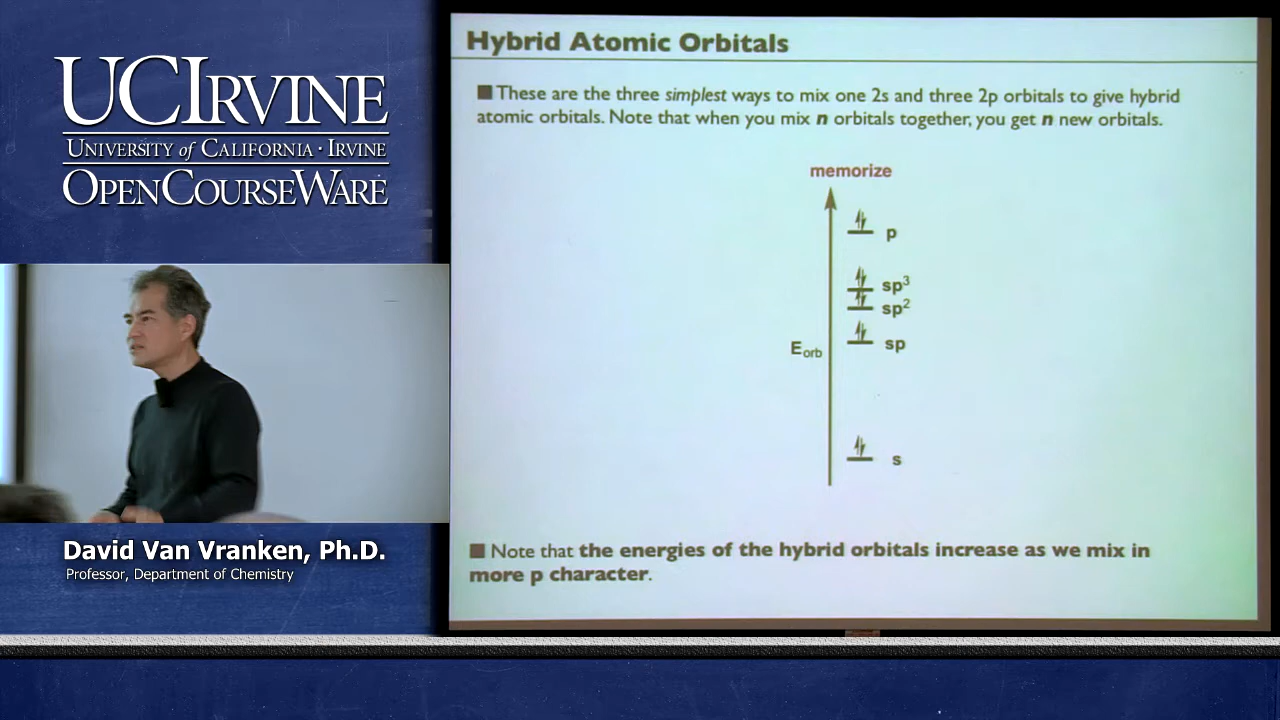 UCIRVINE
UNIVERSITY of CALIFORNIA · IRVINE
OPENCOURSEWARE
David Van Vranken, Ph.D.
Professor, Department of Chemistry
Hybrid Atomic Orbitals
■ These are the three simplest ways to mix one 2s and three 2p orbitals to give hybrid
atomic orbitals. Note that when you mix n orbitals together, you get n new orbitals.
memorize
p
sp³
sp²
sp
E orb
s
■ Note that the energies of the hybrid orbitals increase as we mix in
more p character.